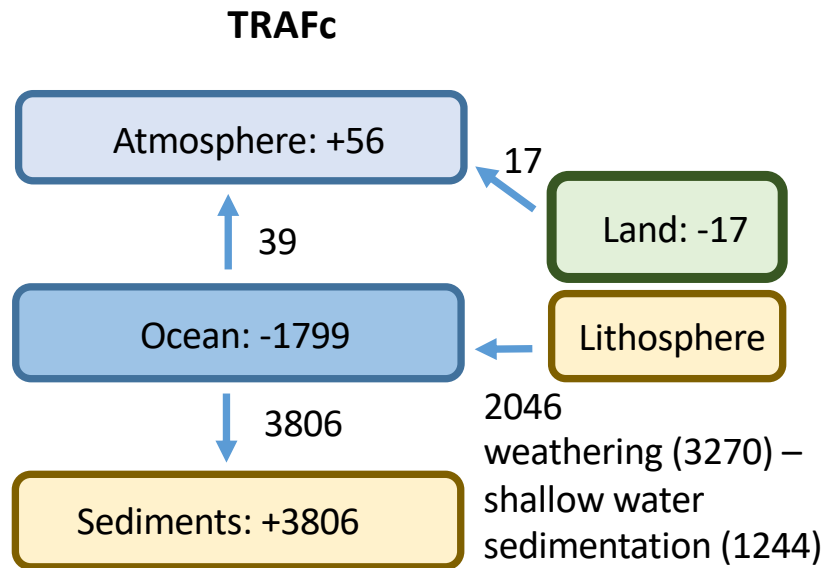 TRAFc
Atmosphere: +56
17
Land: -17
39
Ocean: -1799
Lithosphere
3806
2046
weathering (3270) –
shallow water
sedimentation (1244)
Sediments: +3806